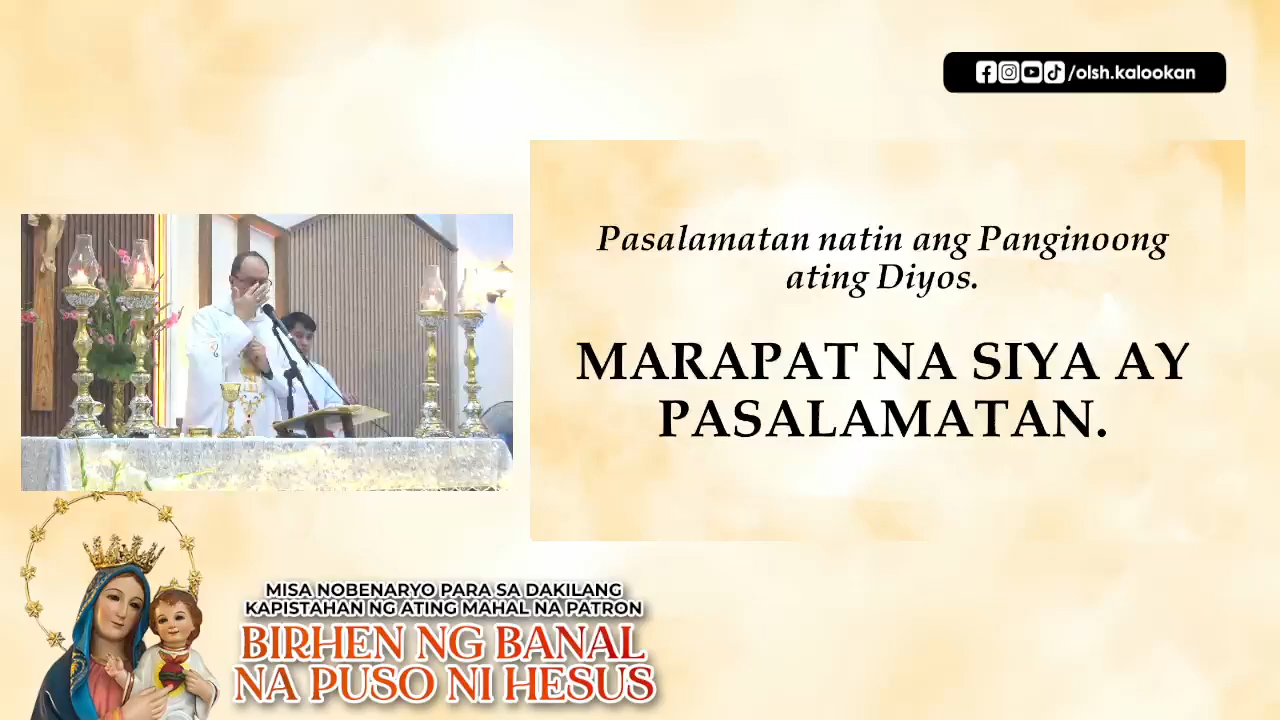 /olsh.kalookan
Pasalamatan natin ang Panginoong
ating Diyos.
MARAPAT NA SIYA AY
PASALAMATAN.
MISA NOBENARYO PARA SA DAKILANG
KAPISTAHAN NG ATING MAHAL NA PATRON
BIRHEN NG BANAL
NA PUSO NI HESUS